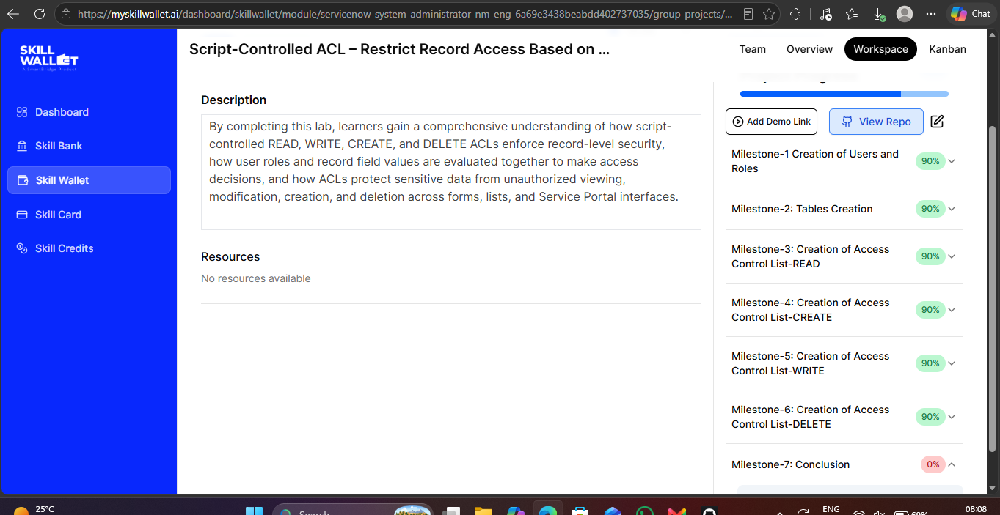 https://myskillwallet.ai/dashboard/skillwallet/module/servicenow-system-administrator-nm-eng-6a69e3438beabdd402737035/group-projects/...
Chat
SKILL
WALLET
A SmartBridge Product
Dashboard
Skill Bank
Skill Wallet
Skill Card
Skill Credits
Script-Controlled ACL – Restrict Record Access Based on ...
Team
Overview
Workspace
Kanban
Description
By completing this lab, learners gain a comprehensive understanding of how script-
controlled READ, WRITE, CREATE, and DELETE ACLs enforce record-level security,
how user roles and record field values are evaluated together to make access
decisions, and how ACLs protect sensitive data from unauthorized viewing,
modification, creation, and deletion across forms, lists, and Service Portal interfaces.
Resources
No resources available
Add Demo Link
View Repo
Milestone-1 Creation of Users and
Roles
90%
Milestone-2: Tables Creation
90%
Milestone-3: Creation of Access
Control List-READ
90%
Milestone-4: Creation of Access
Control List-CREATE
90%
Milestone-5: Creation of Access
Control List-WRITE
90%
Milestone-6: Creation of Access
Control List-DELETE
90%
Milestone-7: Conclusion
0%
25°C
Search
ENG
69%
08:08